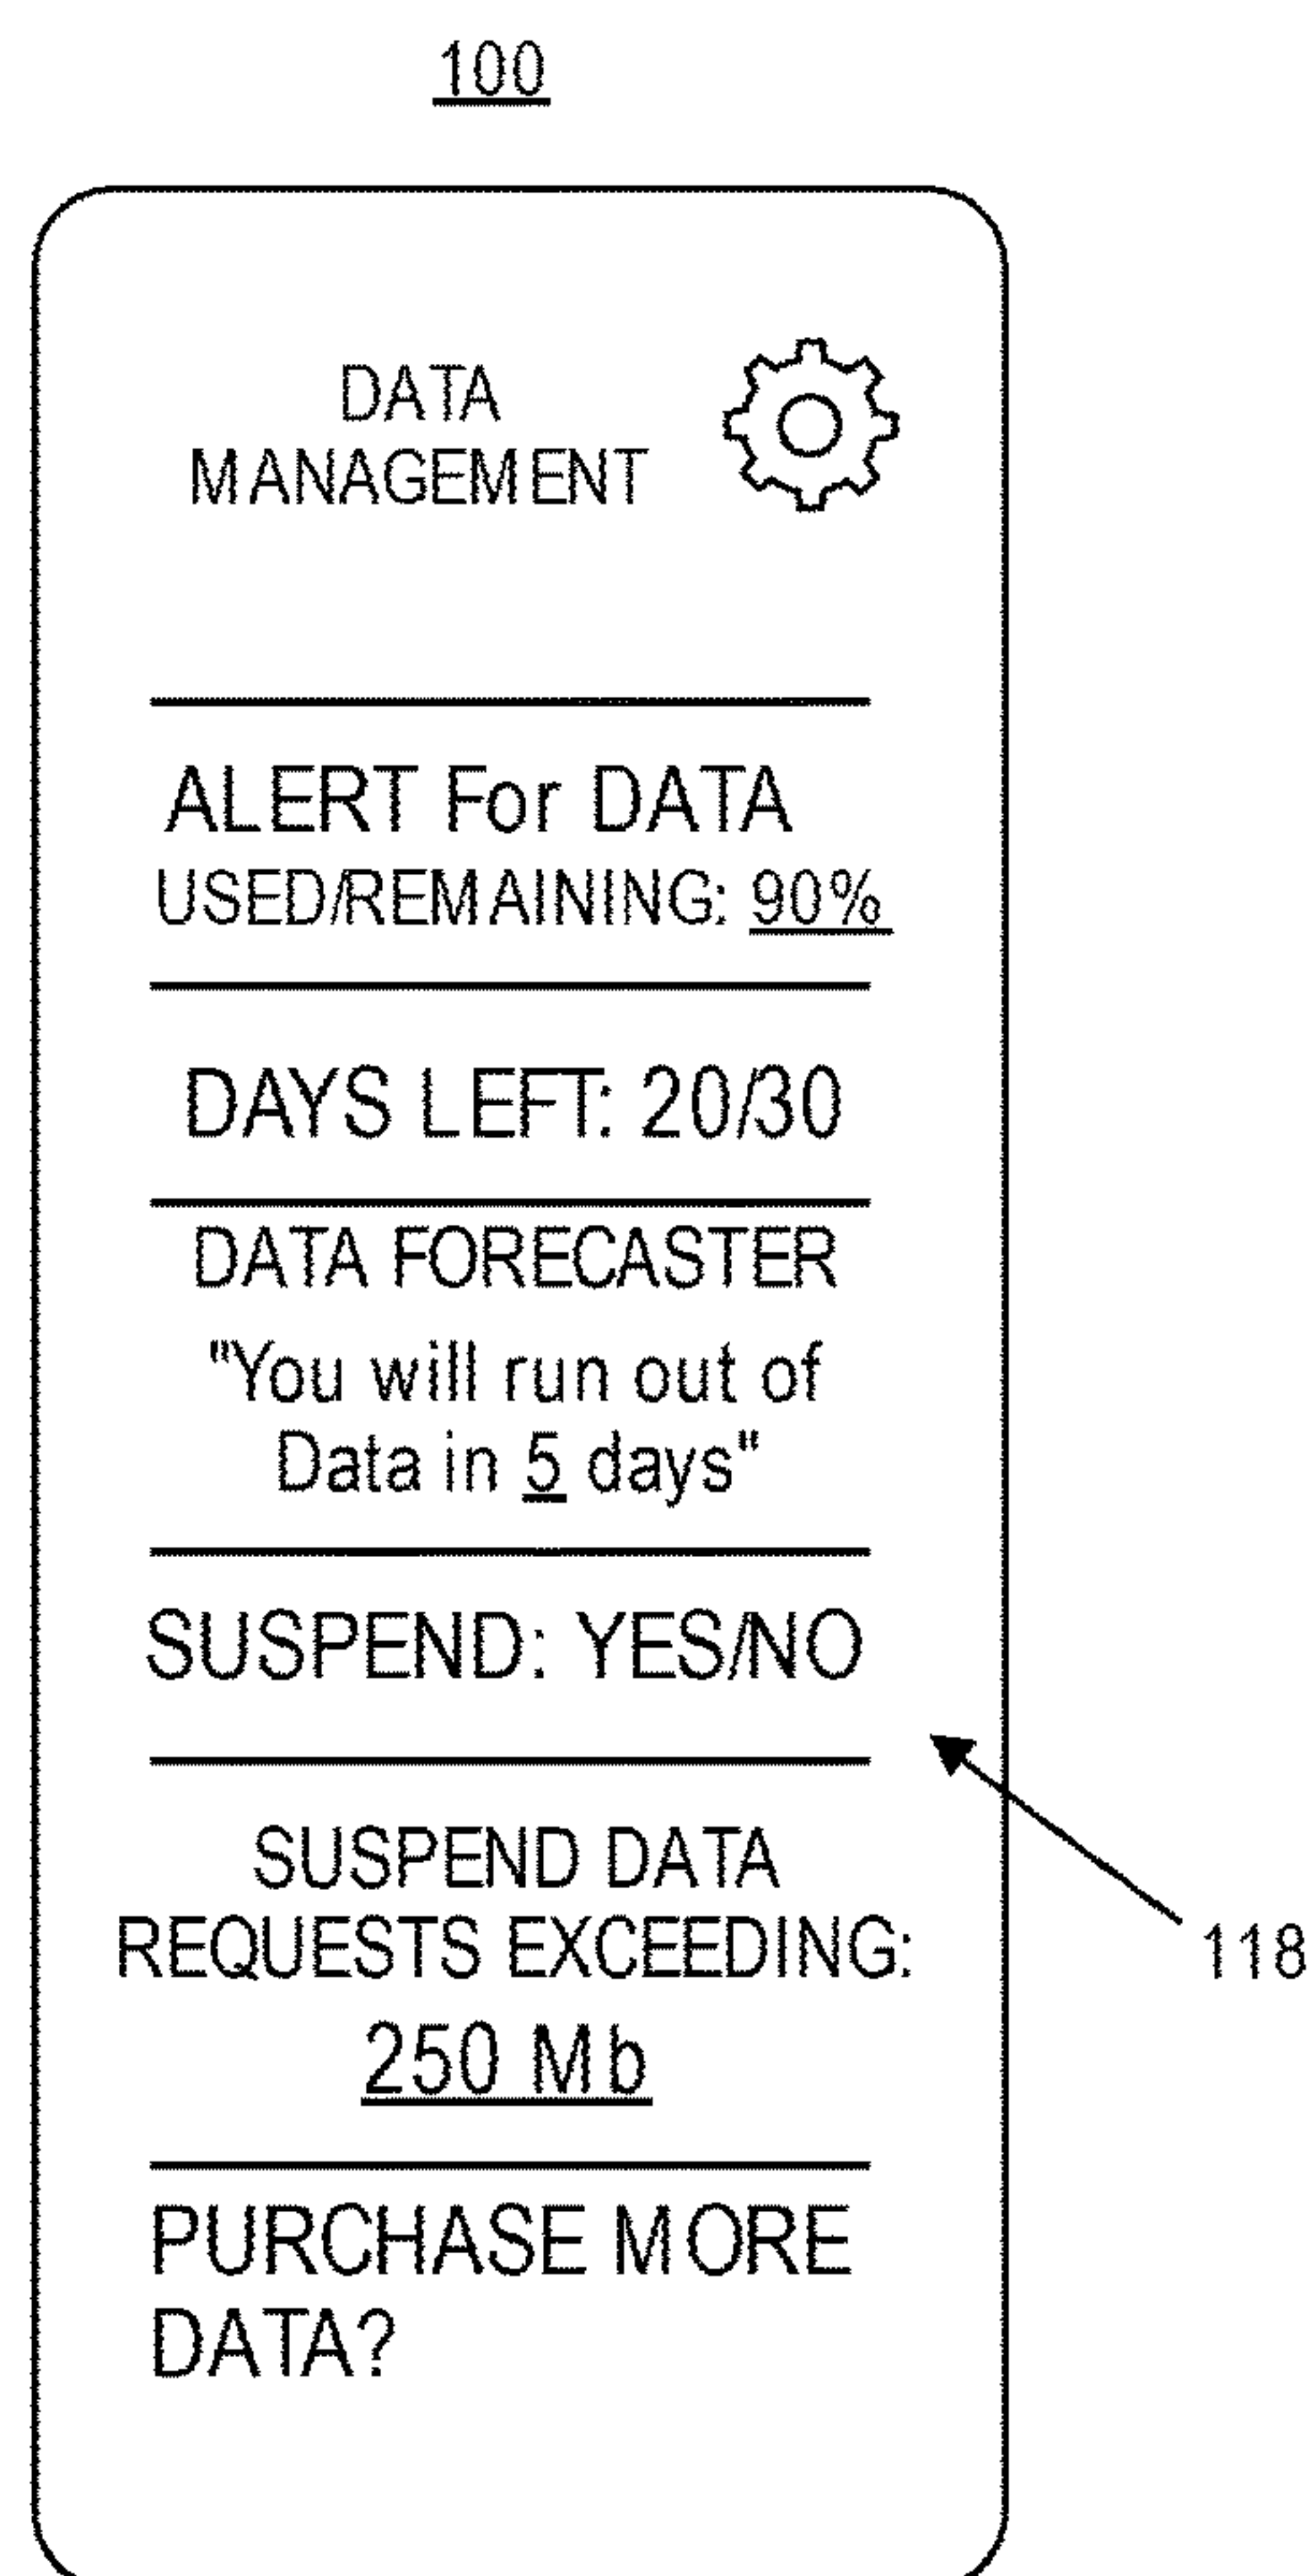 100
DATA
MANAGEMENT
ALERT For DATA
USED/REMAINING: 90%
DAYS LEFT: 20/30
DATA FORECASTER
"You will run out of
Data in 5 days"
SUSPEND: YES/NO
SUSPEND DATA
REQUESTS EXCEEDING:
250 Mb
118
PURCHASE MORE
DATA?